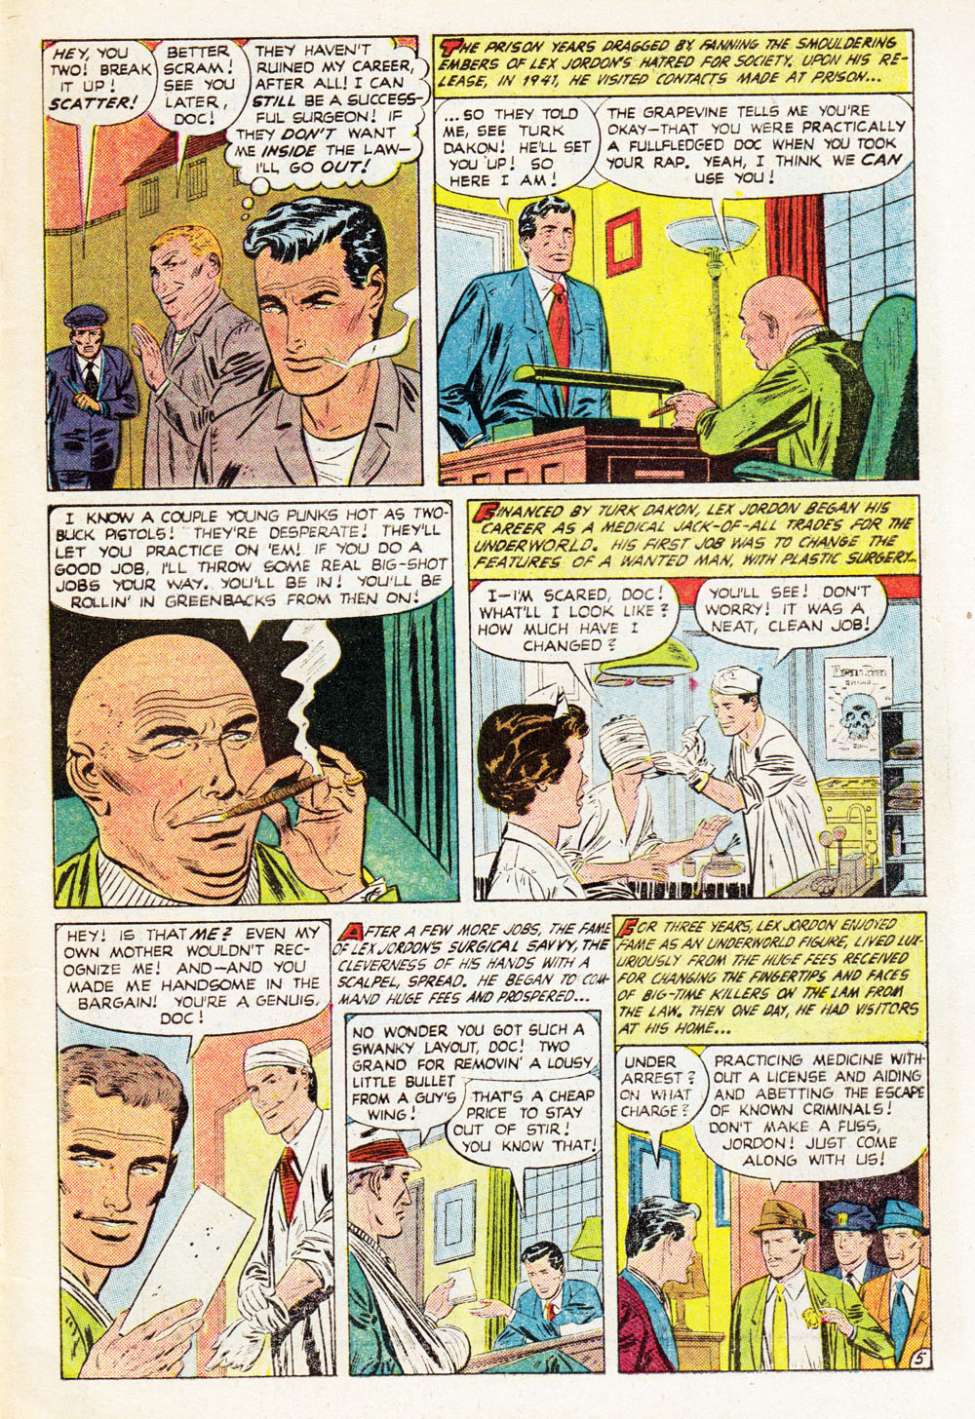 HEY, YOU
TWO! BREAK
IT UP!
SCATTER!
BETTER
SCRAM!
SEE YOU
LATER,
DOC!
THEY HAVEN'T
RUINED MY CAREER,
AFTER ALL! I CAN
STILL BE A SUCCESS-
FUL SURGEON! IF
THEY DON'T WANT
ME INSIDE THE LAW—
I'LL GO OUT!
THE PRISON YEARS DRAGGED BY FANNING THE SMOULDERING
EMBERS OF LEX JORDON'S HATRED FOR SOCIETY. UPON HIS RE-
LEASE, IN 1941, HE VISITED CONTACTS MADE AT PRISON...
...SO THEY TOLD
ME, SEE TURK
DAKON! HE'LL SET
YOU UP! SO
HERE I AM!
THE GRAPEVINE TELLS ME YOU'RE
OKAY—THAT YOU WERE PRACTICALLY
A FULLFLEDGED DOC WHEN YOU TOOK
YOUR RAP. YEAH, I THINK WE CAN
USE YOU!
I KNOW A COUPLE YOUNG PUNKS HOT AS TWO-
BUCK PISTOLS! THEY'RE DESPERATE! THEY'LL
LET YOU PRACTICE ON 'EM! IF YOU DO A
GOOD JOB, I'LL THROW SOME REAL BIG-SHOT
JOBS YOUR WAY. YOU'LL BE IN! YOU'LL BE
ROLLIN' IN GREENBACKS FROM THEN ON!
FINANCED BY TURK DAKON, LEX JORDON BEGAN HIS
CAREER AS A MEDICAL JACK-OF-ALL TRADES FOR THE
UNDERWORLD. HIS FIRST JOB WAS TO CHANGE THE
FEATURES OF A WANTED MAN, WITH PLASTIC SURGERY...
I—I'M SCARED, DOC!
WHAT'LL I LOOK LIKE?
HOW MUCH HAVE I
CHANGED?
YOU'LL SEE! DON'T
WORRY! IT WAS A
NEAT, CLEAN JOB!
HEY! IS THAT ME? EVEN MY
OWN MOTHER WOULDN'T REC-
OGNIZE ME! AND—AND YOU
MADE ME HANDSOME IN THE
BARGAIN! YOU'RE A GENUIS,
DOC!
AFTER A FEW MORE JOBS, THE FAME
OF LEX JORDON'S SURGICAL SAVVY, THE
CLEVERNESS OF HIS HANDS WITH A
SCALPEL, SPREAD. HE BEGAN TO COM-
MAND HUGE FEES AND PROSPERED...
NO WONDER YOU GOT SUCH A
SWANKY LAYOUT, DOC! TWO
GRAND FOR REMOVIN' A LOUSY
LITTLE BULLET
FROM A GUY'S
WING!
THAT'S A CHEAP
PRICE TO STAY
OUT OF STIR!
YOU KNOW THAT!
FOR THREE YEARS, LEX JORDON ENJOYED
FAME AS AN UNDERWORLD FIGURE, LIVED LUX-
URIOUSLY FROM THE HUGE FEES RECEIVED
FOR CHANGING THE FINGERTIPS AND FACES
OF BIG-TIME KILLERS ON THE LAM FROM
THE LAW. THEN ONE DAY, HE HAD VISITORS
AT HIS HOME...
UNDER
ARREST?
ON WHAT
CHARGE?
PRACTICING MEDICINE WITH-
OUT A LICENSE AND AIDING
AND ABETTING THE ESCAPE
OF KNOWN CRIMINALS!
DON'T MAKE A FUSS,
JORDON! JUST COME
ALONG WITH US!
5